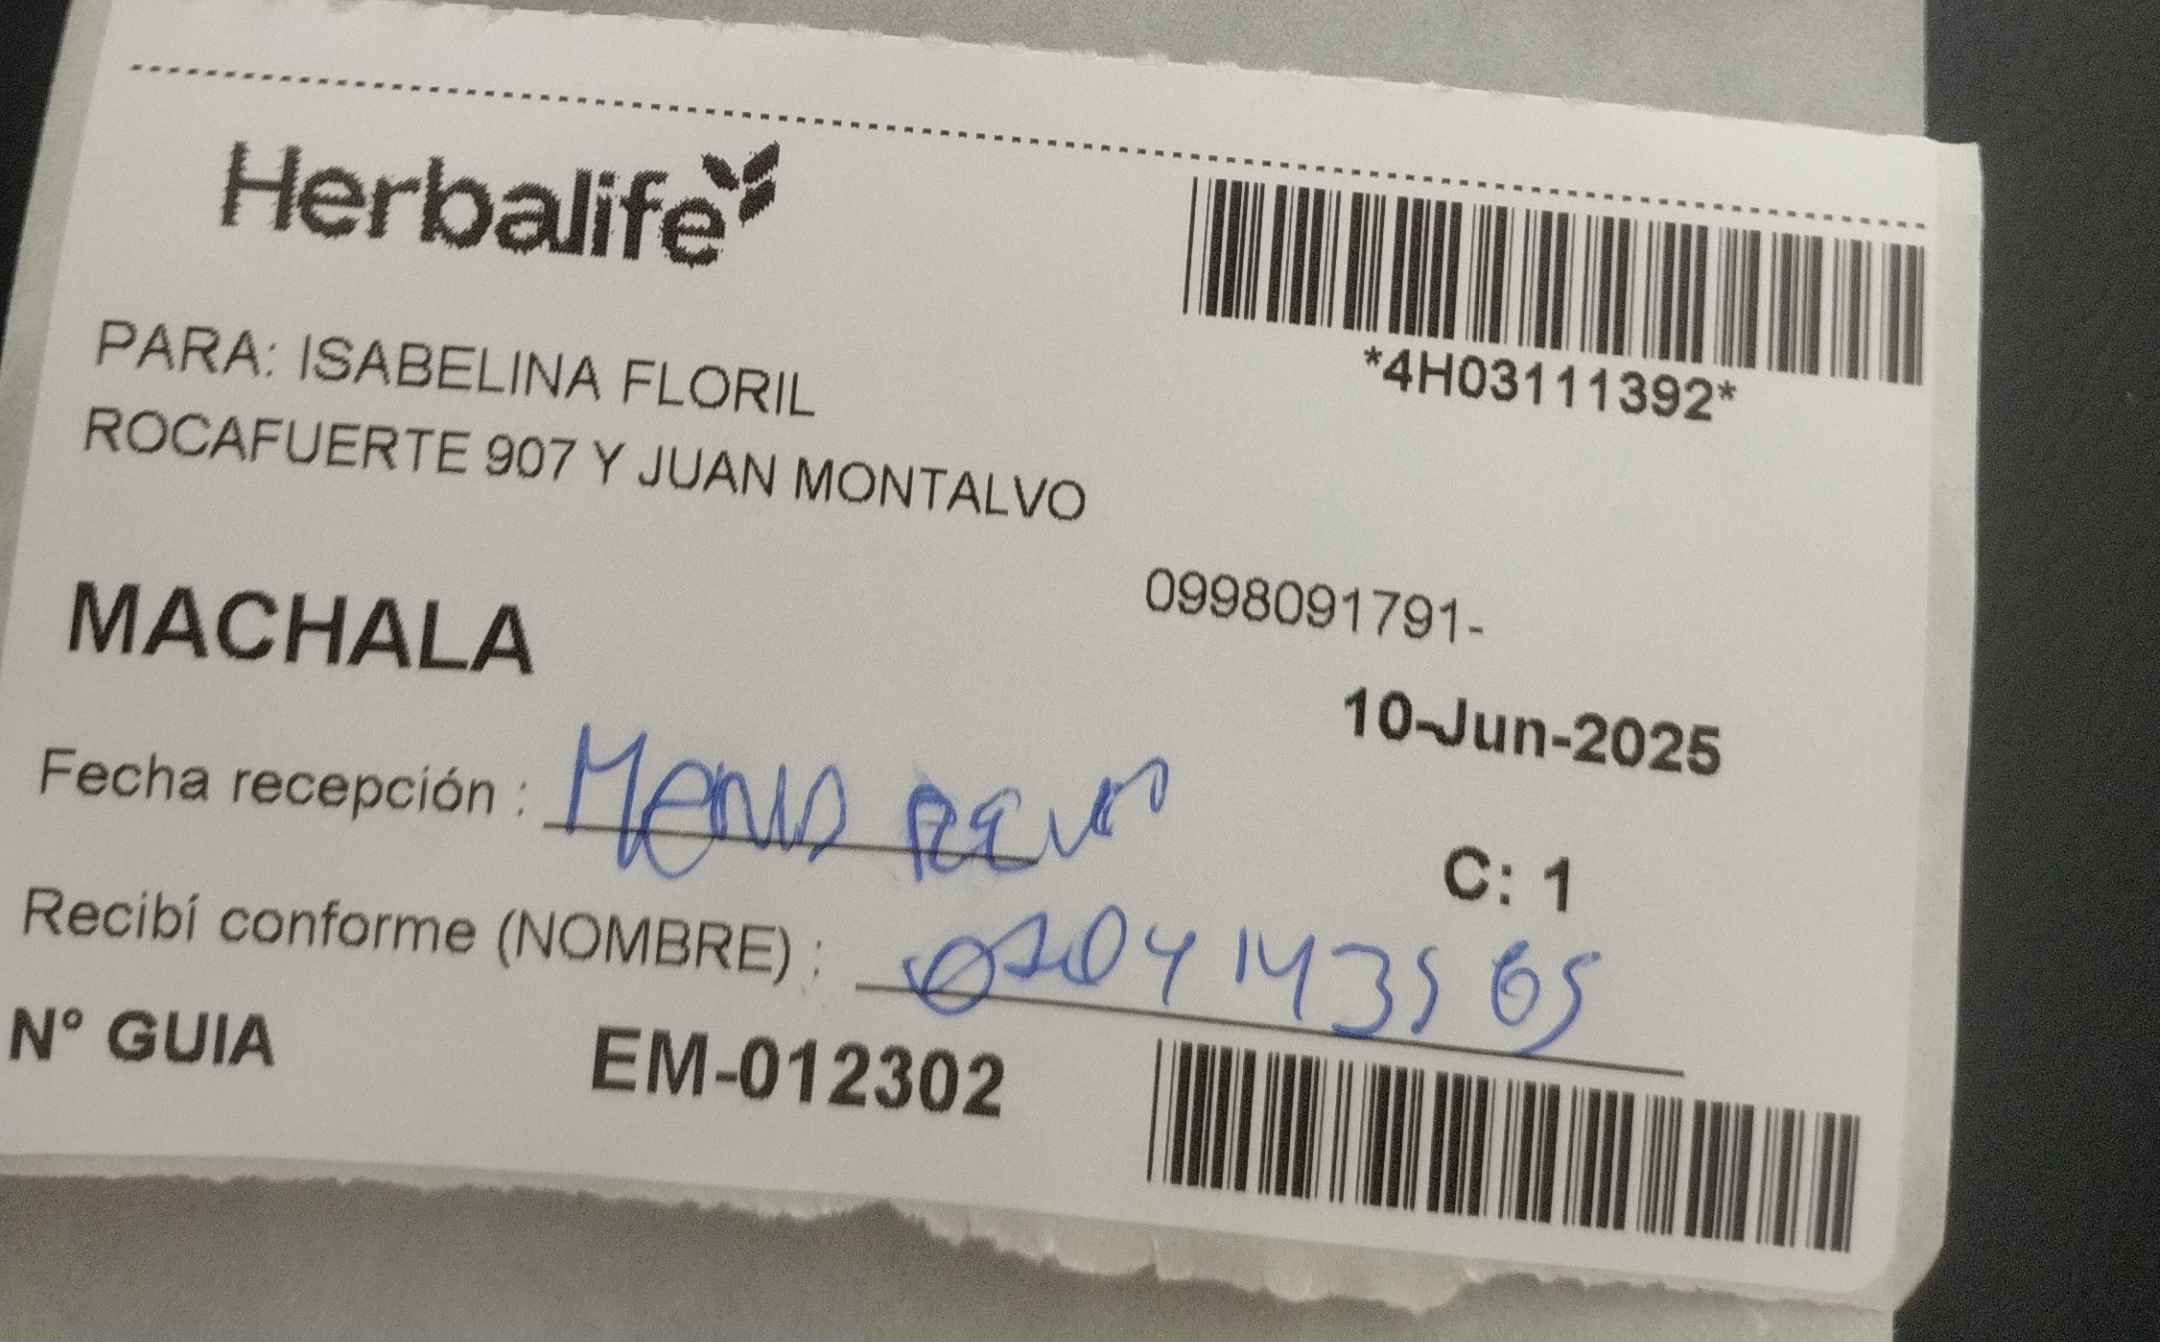 Herbalife
*4H03111392*
PARA: ISABELINA FLORIL
ROCAFUERTE 907 Y JUAN MONTALVO
0998091791-
MACHALA
10-Jun-2025
Fecha recepción :
C: 1
Recibí conforme (NOMBRE) :
N° GUIA EM-012302